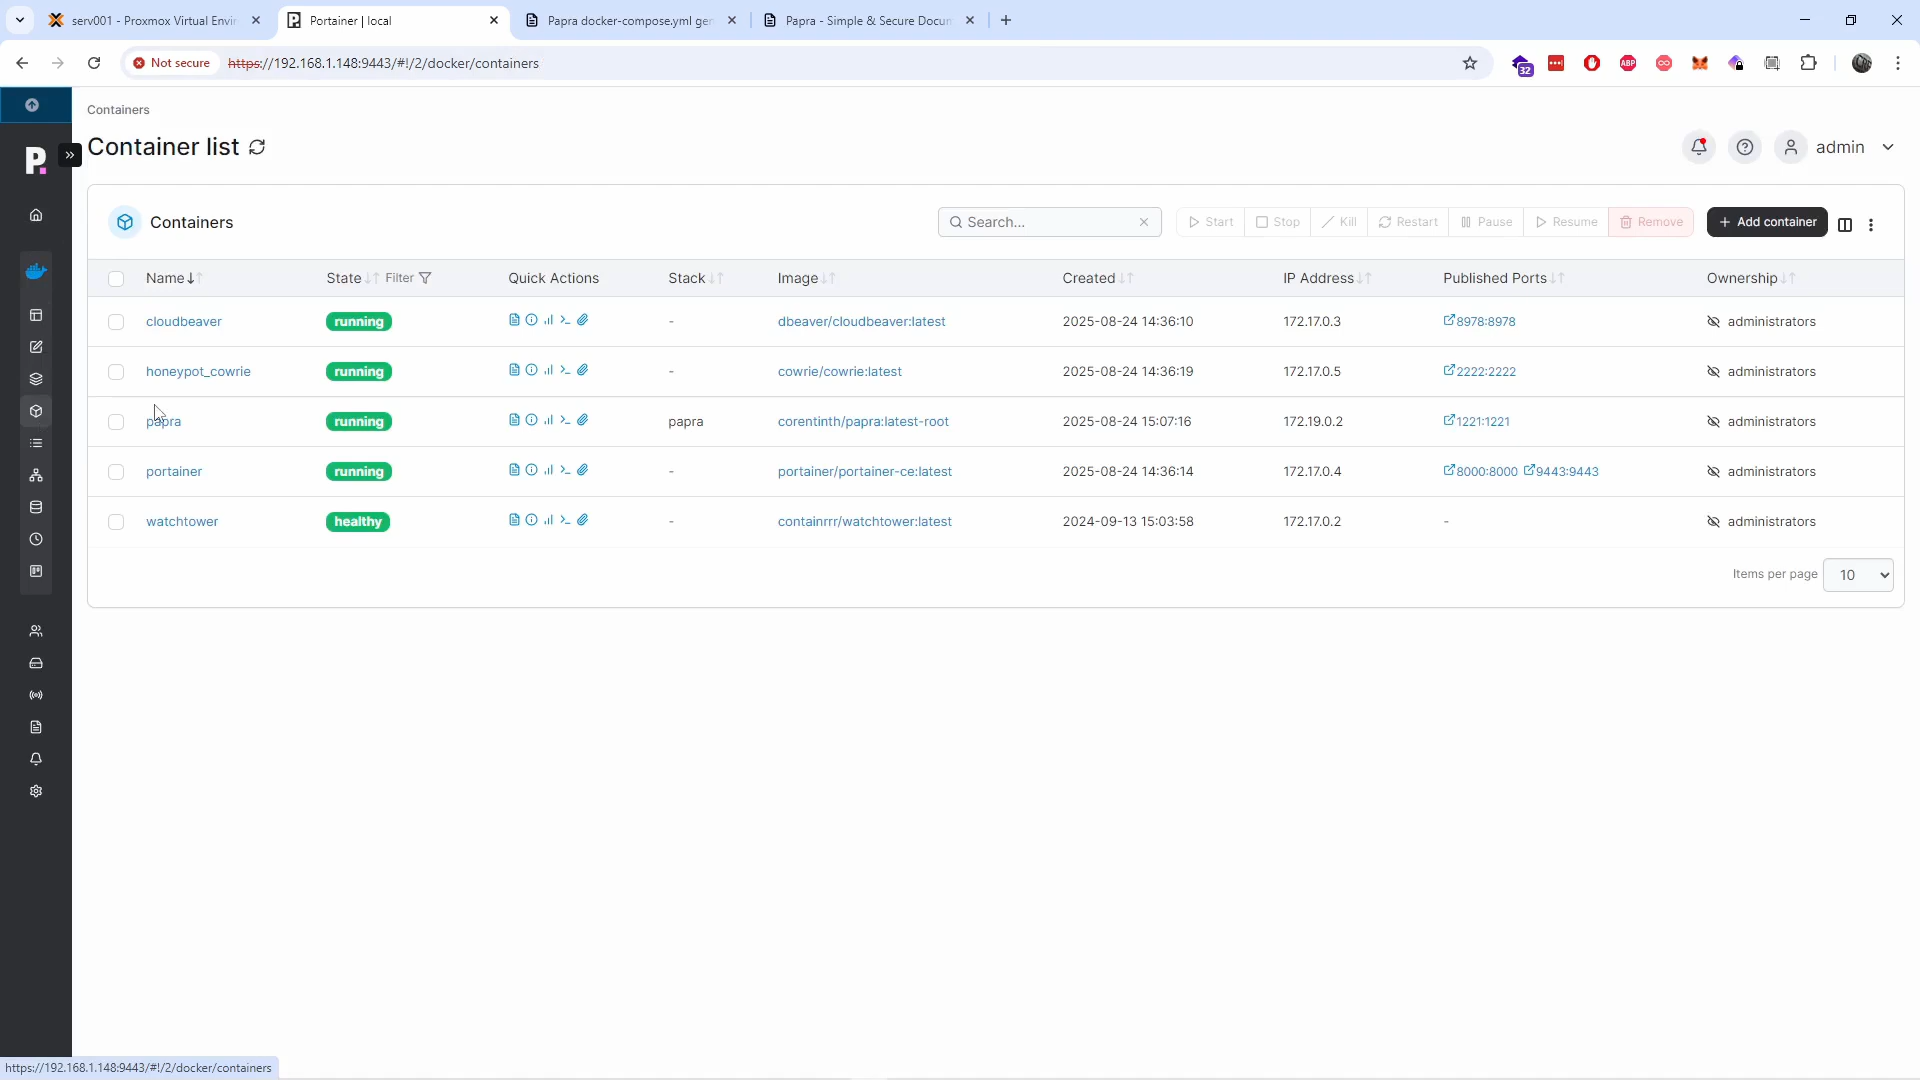 serv001 - Proxmox Virtual Envir
Portainer | local
Papra docker-compose.yml gen
Papra - Simple & Secure Docun
Not secure
https://192.168.1.148:9443/#!/2/docker/containers
32
ABP
Containers
Container list
admin
Containers
Search...
Start
Stop
Kill
Restart
Pause
Resume
Remove
+ Add container
Name State Filter Quick Actions Stack Image Created IP Address Published Ports Ownership
cloudbeaver running - dbeaver/cloudbeaver:latest 2025-08-24 14:36:10 172.17.0.3 8978:8978 administrators
honeypot_cowrie running - cowrie/cowrie:latest 2025-08-24 14:36:19 172.17.0.5 2222:2222 administrators
papra running papra corentinth/papra:latest-root 2025-08-24 15:07:16 172.19.0.2 1221:1221 administrators
portainer running - portainer/portainer-ce:latest 2025-08-24 14:36:14 172.17.0.4 8000:8000 9443:9443 administrators
watchtower healthy - containrrr/watchtower:latest 2024-09-13 15:03:58 172.17.0.2 - administrators
Items per page 10
https://192.168.1.148:9443/#!/2/docker/containers